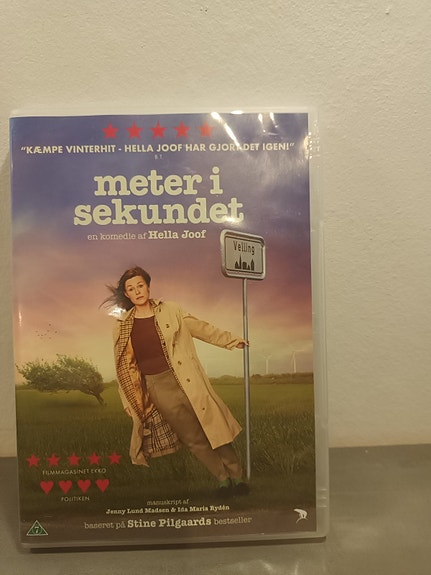 "KÆMPE VINTERHIT - HELLA JOOF HAR GJORT DET IGEN!"
B.T
meter i
sekundet
en komedie af Hella Joof
Velling
FILMMAGASINET EKKO
POLITIKEN
manuskript af
Jenny Lund Madsen & Ida Maria Rydén
baseret på Stine Pilgaards bestseller
7